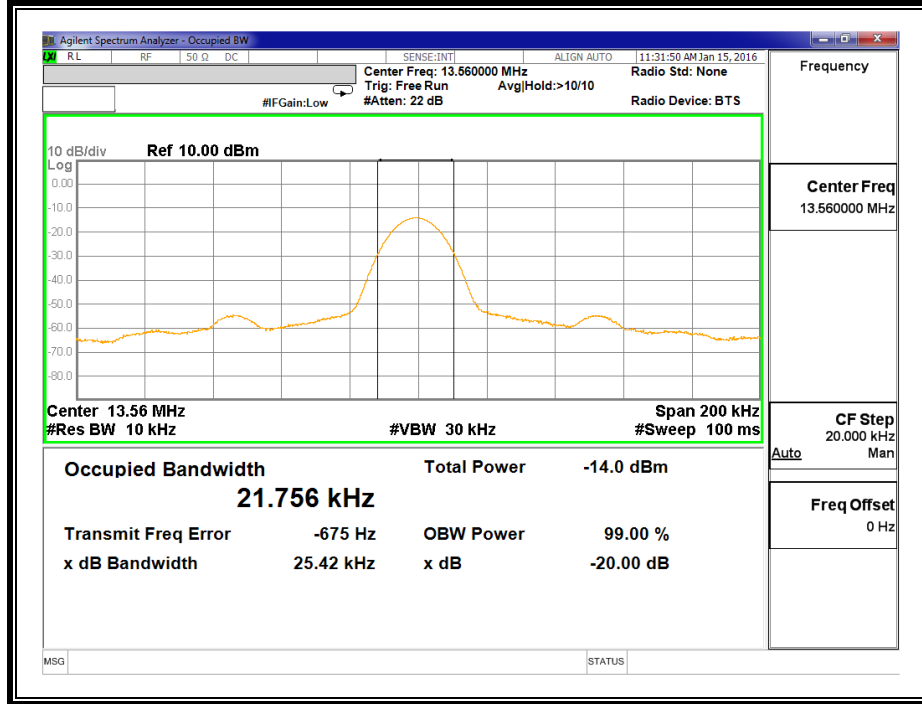 Agilent Spectrum Analyzer - Occupied BW
LXI RL RF 50 Ω DC SENSE:INT ALIGN AUTO 11:31:50 AM Jan 15, 2016
Center Freq: 13.560000 MHz Radio Std: None
Trig: Free Run Avg|Hold:>10/10
#IFGain:Low #Atten: 22 dB Radio Device: BTS
Frequency
10 dB/div Ref 10.00 dBm
Log
0.00
-10.0
-20.0
-30.0
-40.0
-50.0
-60.0
-70.0
-80.0
Center 13.56 MHz Span 200 kHz
#Res BW 10 kHz #VBW 30 kHz #Sweep 100 ms
Occupied Bandwidth Total Power -14.0 dBm
21.756 kHz
Transmit Freq Error -675 Hz OBW Power 99.00 %
x dB Bandwidth 25.42 kHz x dB -20.00 dB
Center Freq
13.560000 MHz
CF Step
20.000 kHz
Auto Man
Freq Offset
0 Hz
MSG STATUS